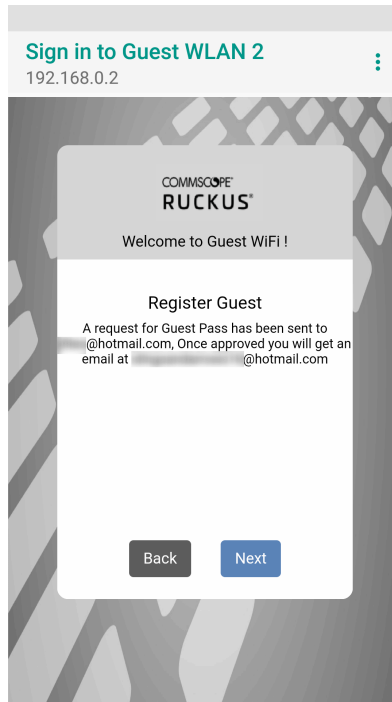 Sign in to Guest WLAN 2
192.168.0.2
COMMSCOPE®
RUCKUS®
Welcome to Guest WiFi !
Register Guest
A request for Guest Pass has been sent to
@hotmail.com, Once approved you will get an
email at @hotmail.com
Back
Next